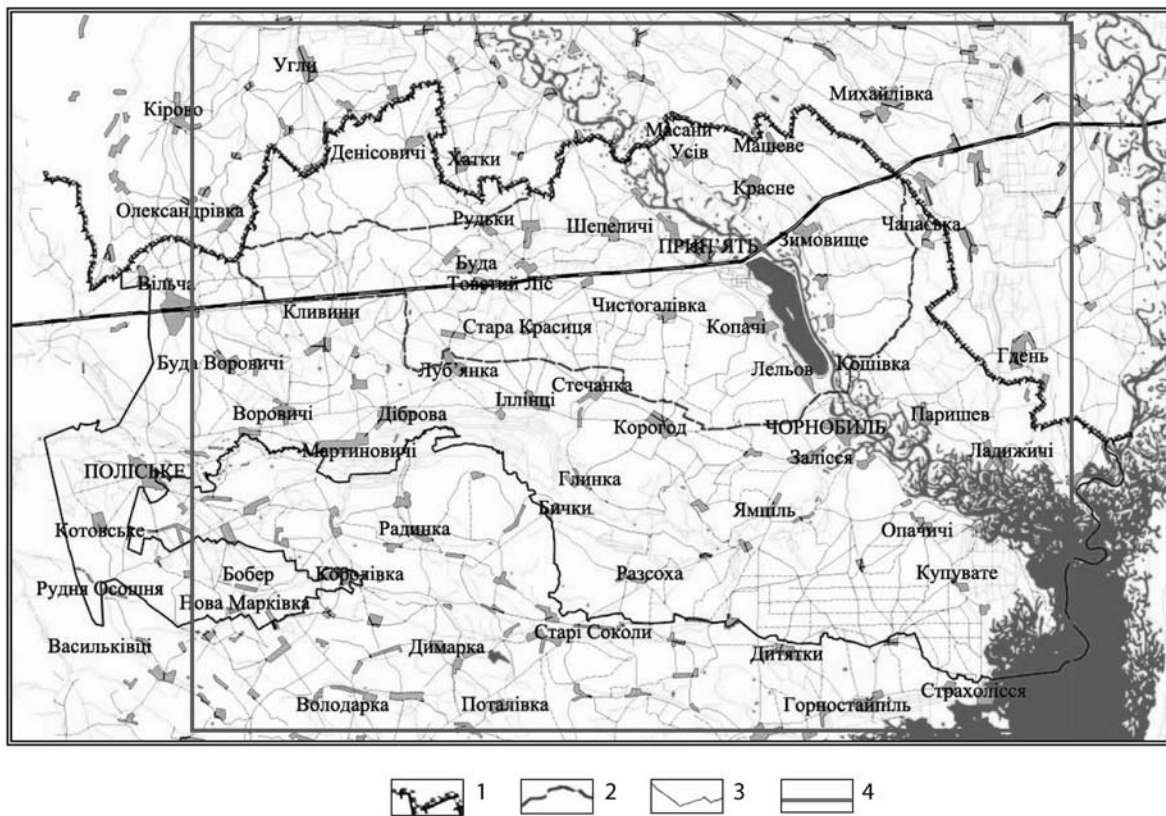 Угли
Кірово
Михайлівка
Масани
Усів
Машеве
Денісовичі
Хатки
Красне
Олександрівка
Рудьки
Шепеличі
Чапаєвка
ПРИП'ЯТЬ
Зимовище
Буда
Вільча
Товстий Ліс
Кливини
Чистогалівка
Стара Красиця
Копачі
Буда Воровичі
Луб'янка
Лельов
Кошівка
Гдень
Стечанка
Іллінці
Воровичі
Діброва
Корогод
ЧОРНОБИЛЬ
Паришев
Мартиновичі
Залісся
Ладижичі
ПОЛІСЬКЕ
Глинка
Бички
Ямпіль
Котовське
Радинка
Опачичі
Бобер
Разсоха
Купувате
Рудня Осошня
Нова Марківка
Старі Соколи
Васильківці
Димарка
Дитятки
Володарка
Поталівка
Горностайпіль
Страхолісся
1 2 3 4